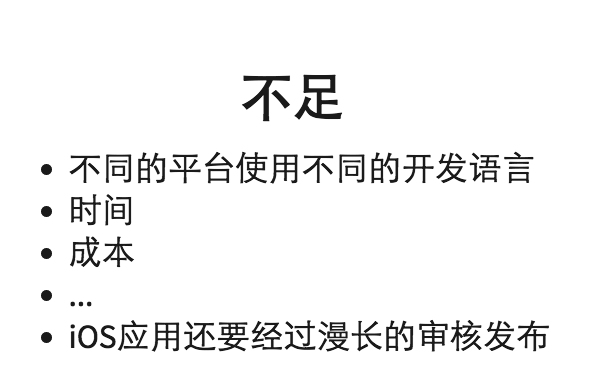 不足
• 不同的平台使用不同的开发语言
• 时间
• 成本
• ...
• iOS应用还要经过漫长的审核发布